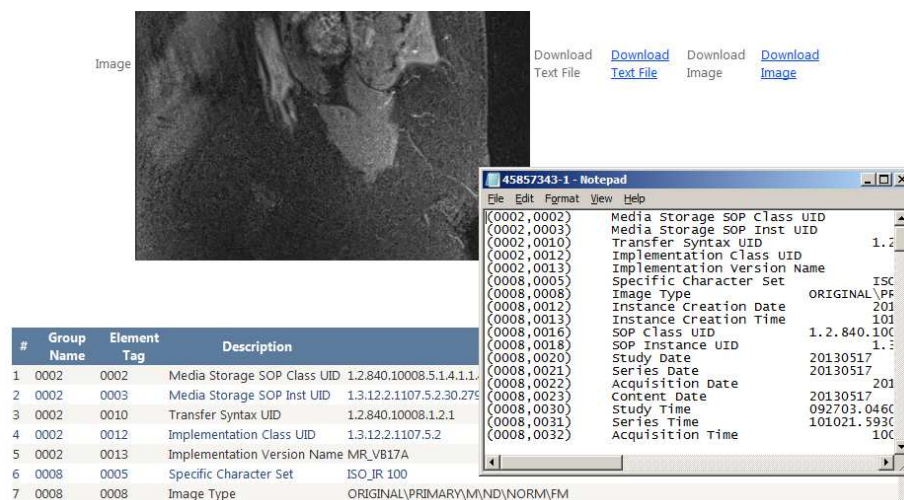 Image
Download Text File
Download Text File
Download Image
Download Image
45857343-1 - Notepad
File Edit Format View Help
(0002,0002) Media Storage SOP Class UID
(0002,0003) Media Storage SOP Inst UID
(0002,0010) Transfer Syntax UID 1.2
(0002,0012) Implementation Class UID
(0002,0013) Implementation Version Name
(0008,0005) Specific Character Set ISO
(0008,0008) Image Type ORIGINAL\PR
(0008,0012) Instance Creation Date 201
(0008,0013) Instance Creation Time 101
(0008,0016) SOP Class UID 1.2.840.100
(0008,0018) SOP Instance UID 1.3
(0008,0020) Study Date 20130517
(0008,0021) Series Date 20130517
(0008,0022) Acquisition Date 201
(0008,0023) Content Date 20130517
(0008,0030) Study Time 092703.0460
(0008,0031) Series Time 101021.5930
(0008,0032) Acquisition Time 100
# Group Name Element Tag Description
1 0002 0002 Media Storage SOP Class UID 1.2.840.10008.5.1.4.1.1.
2 0002 0003 Media Storage SOP Inst UID 1.3.12.2.1107.5.2.30.279
3 0002 0010 Transfer Syntax UID 1.2.840.10008.1.2.1
4 0002 0012 Implementation Class UID 1.3.12.2.1107.5.2
5 0002 0013 Implementation Version Name MR_VB17A
6 0008 0005 Specific Character Set ISO_IR 100
7 0008 0008 Image Type ORIGINAL\PRIMARY\M\ND\NORM\FM